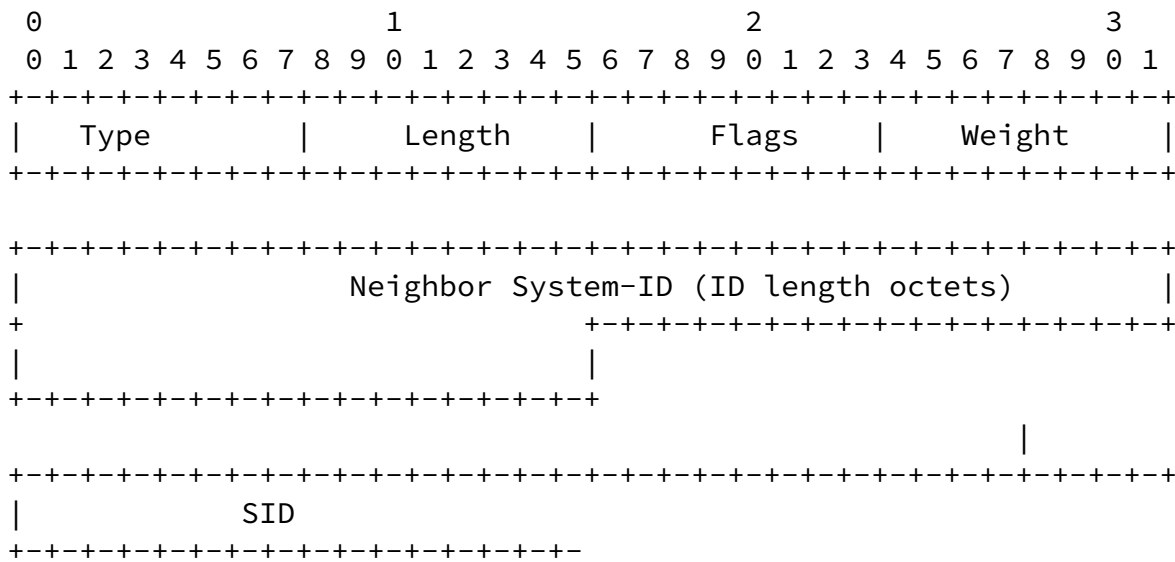 0                   1                   2                   3
 0 1 2 3 4 5 6 7 8 9 0 1 2 3 4 5 6 7 8 9 0 1 2 3 4 5 6 7 8 9 0 1
+-+-+-+-+-+-+-+-+-+-+-+-+-+-+-+-+-+-+-+-+-+-+-+-+-+-+-+-+-+-+-+-+
|   Type        |     Length    |      Flags    |    Weight     |
+-+-+-+-+-+-+-+-+-+-+-+-+-+-+-+-+-+-+-+-+-+-+-+-+-+-+-+-+-+-+-+-+

+-+-+-+-+-+-+-+-+-+-+-+-+-+-+-+-+-+-+-+-+-+-+-+-+-+-+-+-+-+-+-+-+
|                  Neighbor System-ID (ID length octets)       |
+                               +-+-+-+-+-+-+-+-+-+-+-+-+-+-+-+-+
|                               |
+-+-+-+-+-+-+-+-+-+-+-+-+-+-+-+-+
                                                        |
+-+-+-+-+-+-+-+-+-+-+-+-+-+-+-+-+-+-+-+-+-+-+-+-+-+-+-+-+-+-+-+-+
|            SID
+-+-+-+-+-+-+-+-+-+-+-+-+-+-+-+-